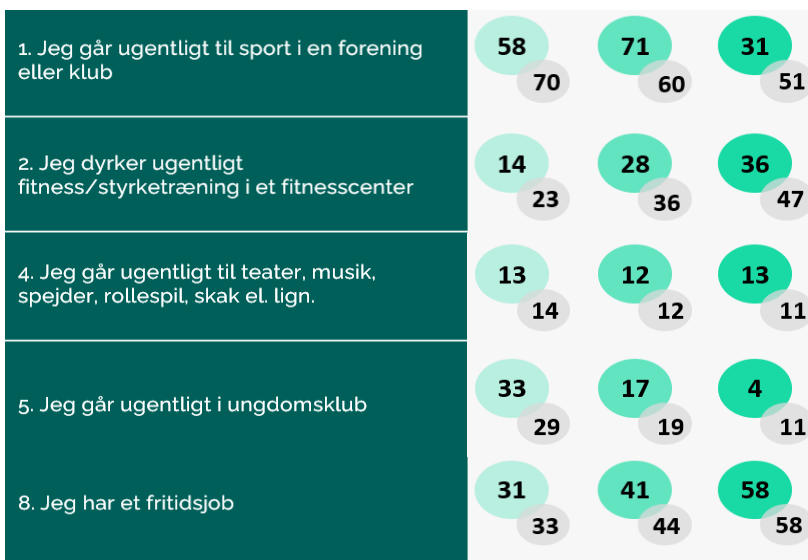 1. Jeg går ugentligt til sport i en forening
eller klub
58 71 31
70 60 51
2. Jeg dyrker ugentligt
fitness/styrketræning i et fitnesscenter
14 28 36
23 36 47
4. Jeg går ugentligt til teater, musik,
spejder, rollespil, skak el. lign.
13 12 13
14 12 11
5. Jeg går ugentligt i ungdomsklub
33 17 4
29 19 11
8. Jeg har et fritidsjob
31 41 58
33 44 58